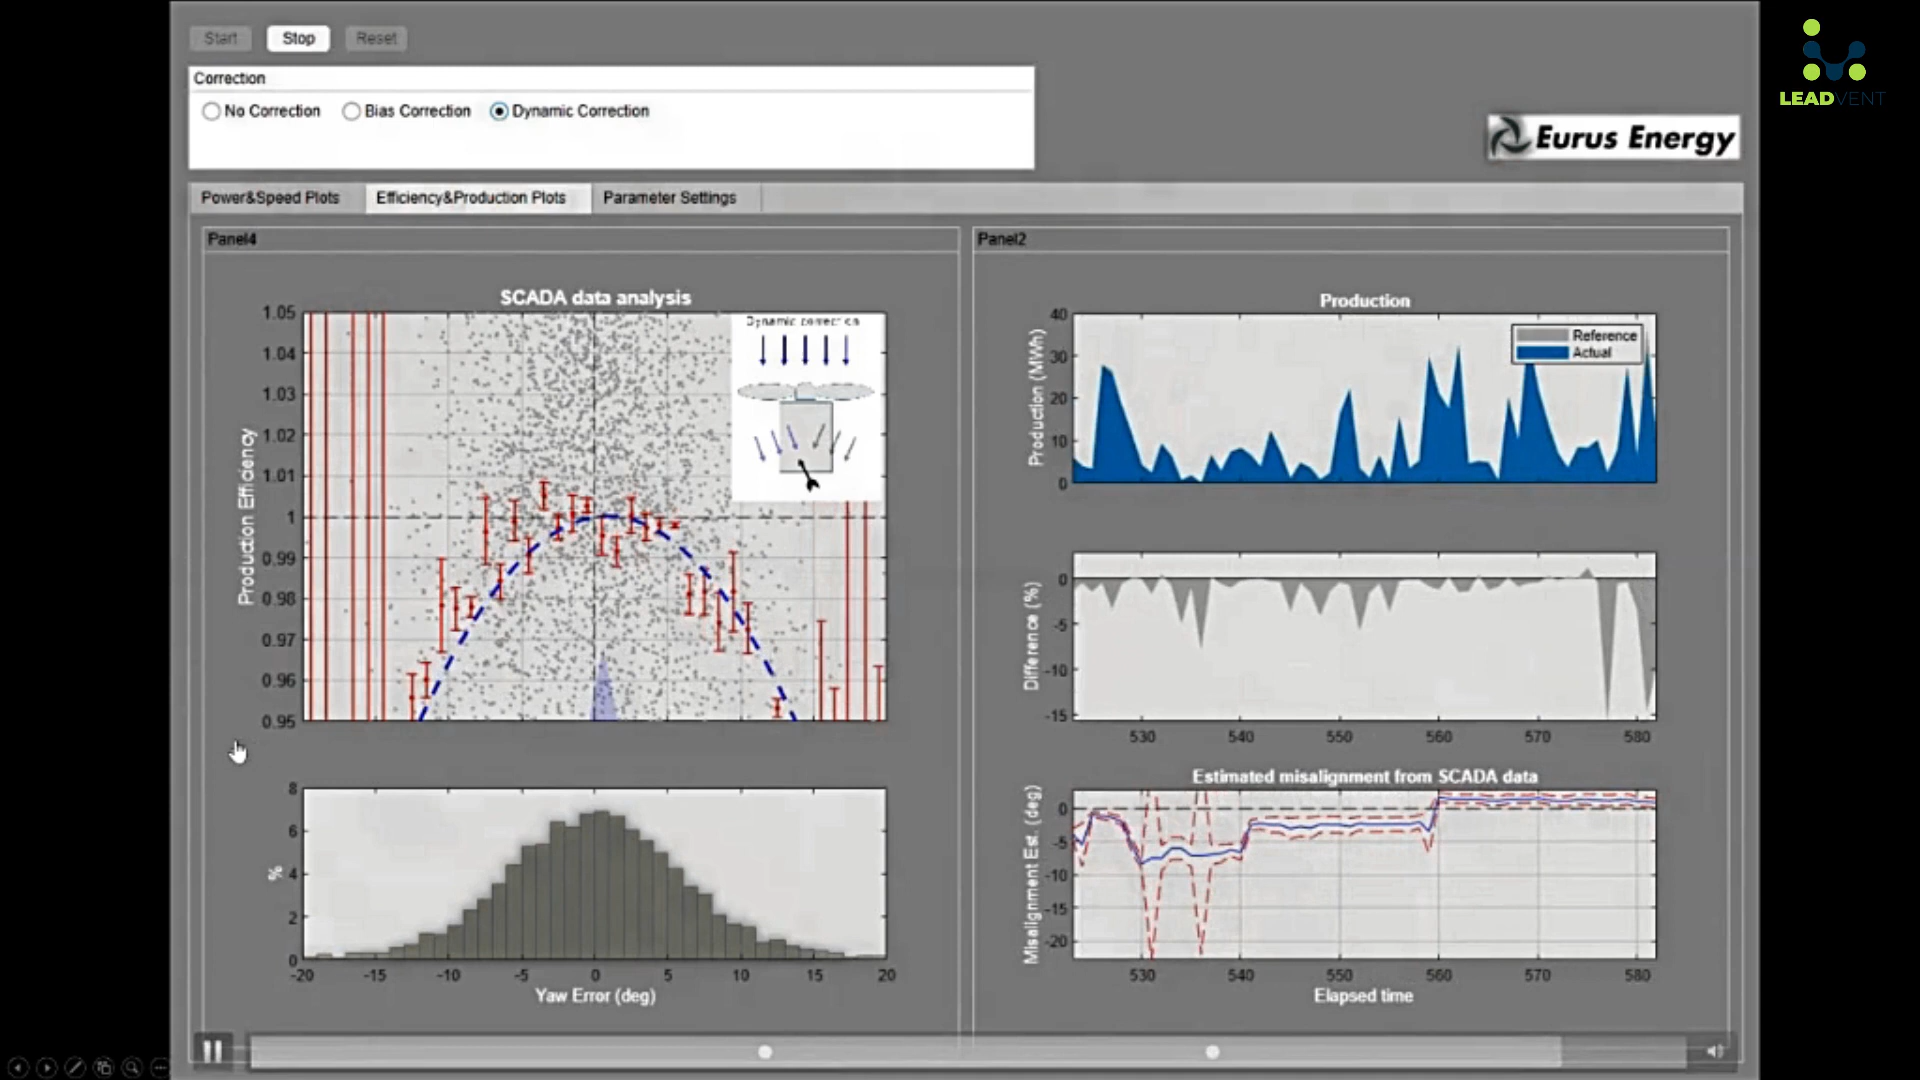 Start Stop Reset
Correction
No Correction Bias Correction Dynamic Correction
LEADVENT
Eurus Energy
Power&Speed Plots Efficiency&Production Plots Parameter Settings
Panel4
SCADA data analysis
Dynamic correction
Production Efficiency
1.05
1.04
1.03
1.02
1.01
1
0.99
0.98
0.97
0.96
0.95
%
8
6
4
2
0
-20 -15 -10 -5 0 5 10 15 20
Yaw Error (deg)
Panel2
Production
Reference
Actual
Production (MWh)
40
30
20
10
0
Difference (%)
0
-5
-10
-15
530 540 550 560 570 580
Estimated misalignment from SCADA data
Misalignment Est. (deg)
0
-5
-10
-15
-20
530 540 550 560 570 580
Elapsed time